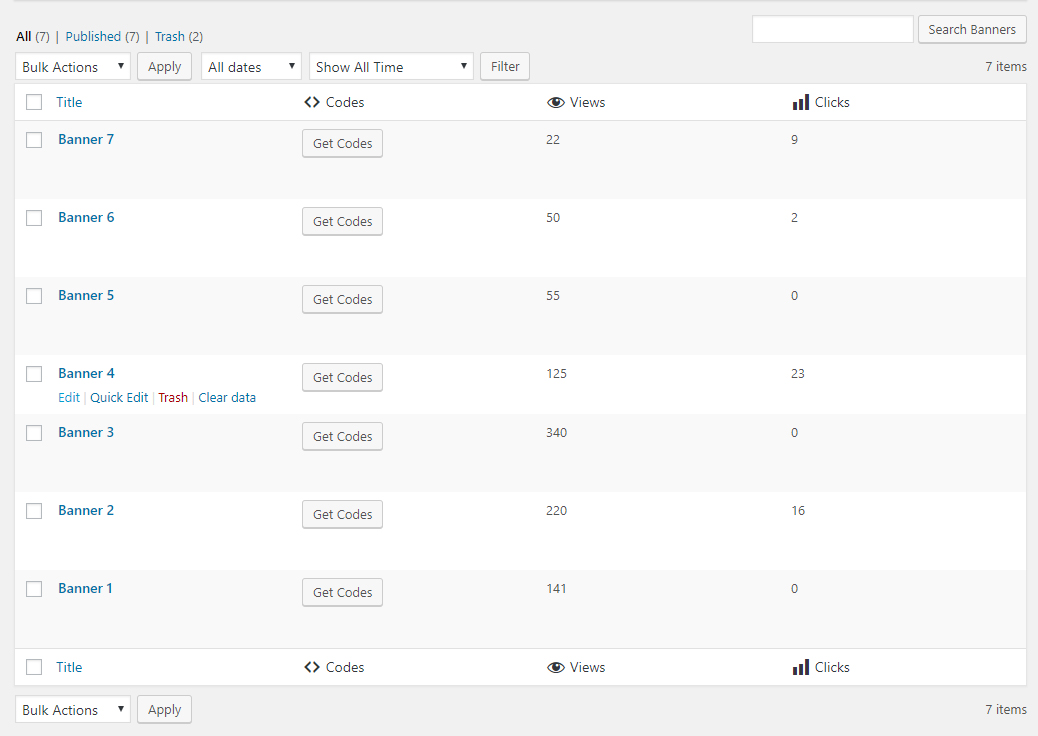 All (7) | Published (7) | Trash (2)
Search Banners
Bulk Actions Apply All dates Show All Time Filter 7 items
Title Codes Views Clicks
Banner 7 Get Codes 22 9
Banner 6 Get Codes 50 2
Banner 5 Get Codes 55 0
Banner 4 Get Codes 125 23
Edit | Quick Edit | Trash | Clear data
Banner 3 Get Codes 340 0
Banner 2 Get Codes 220 16
Banner 1 Get Codes 141 0
Title Codes Views Clicks
Bulk Actions Apply 7 items